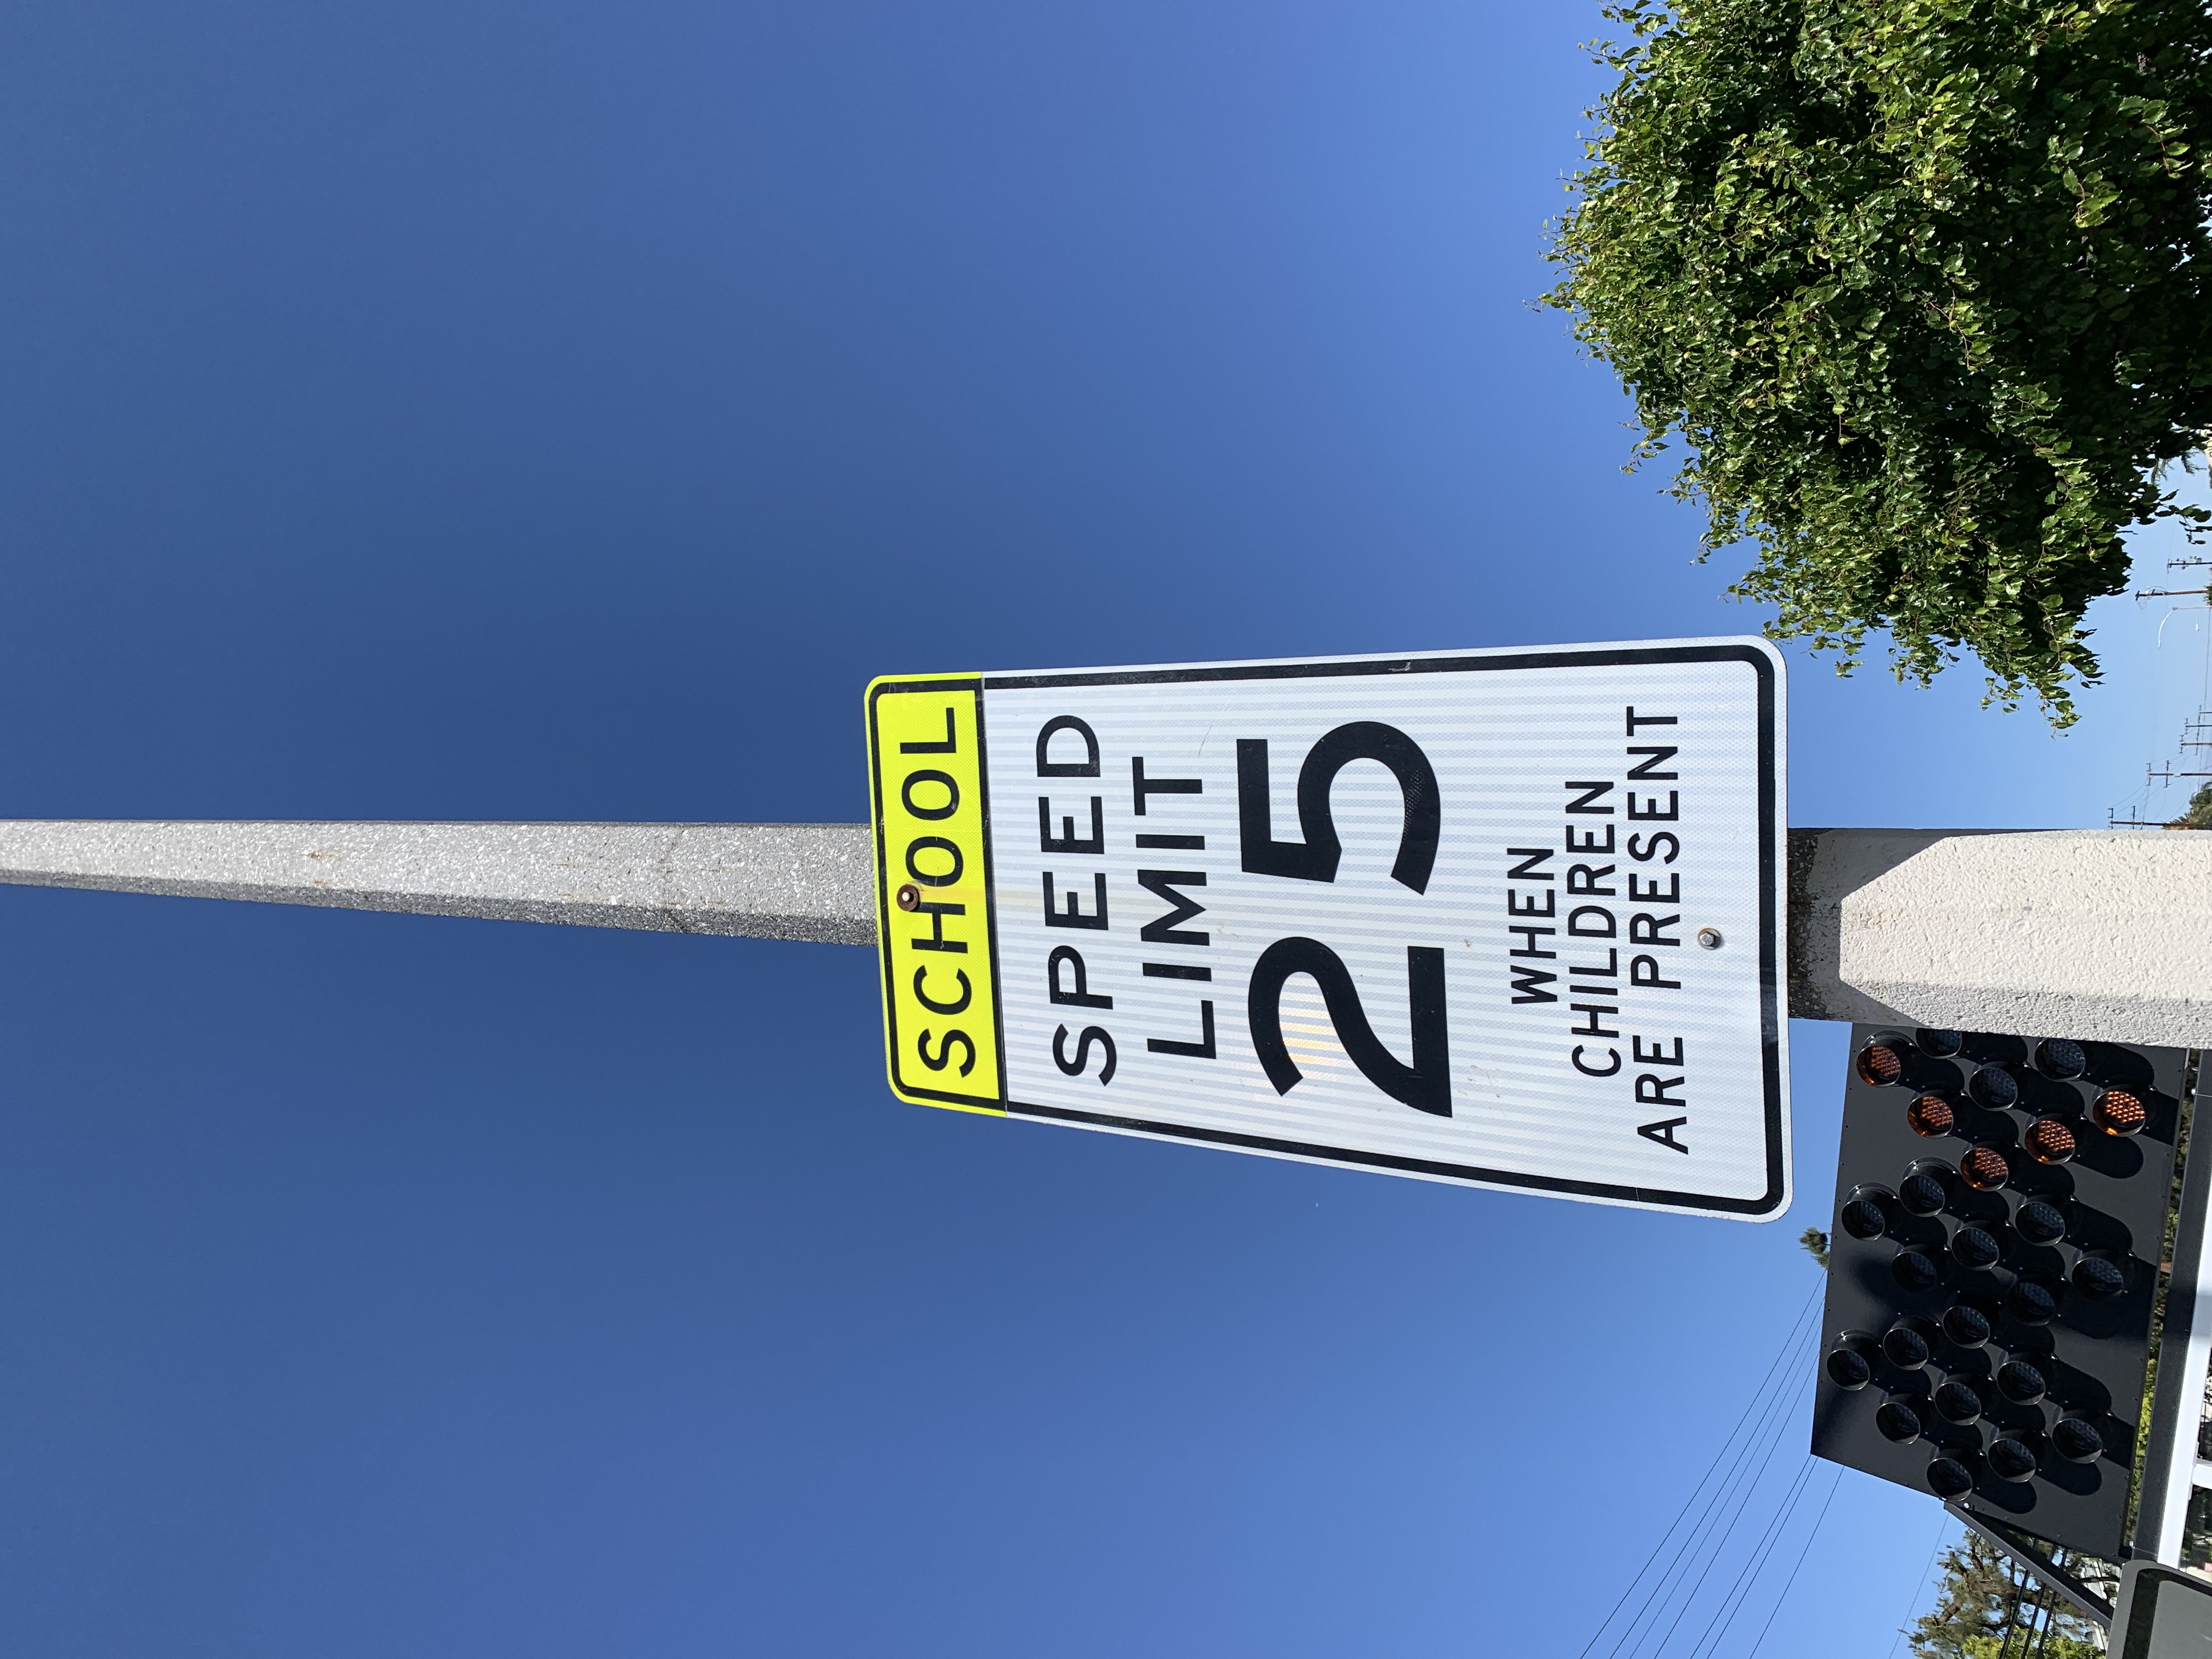 SCHOOL
SPEED
LIMIT
25
WHEN
CHILDREN
ARE PRESENT